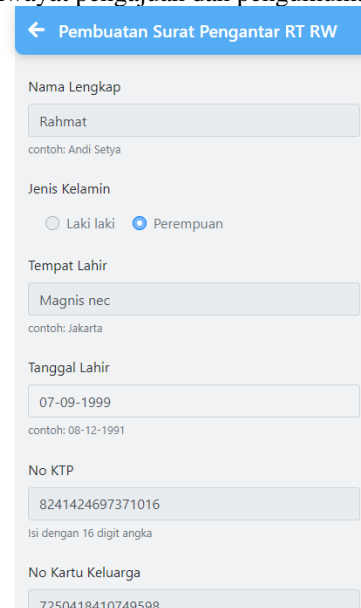 Pembuatan Surat Pengantar RT RW
Nama Lengkap
Rahmat
contoh: Andi Setya
Jenis Kelamin
Laki laki Perempuan
Tempat Lahir
Magnis nec
contoh: Jakarta
Tanggal Lahir
07-09-1999
contoh: 08-12-1991
No KTP
8241424697371016
Isi dengan 16 digit angka
No Kartu Keluarga
7250418410749598